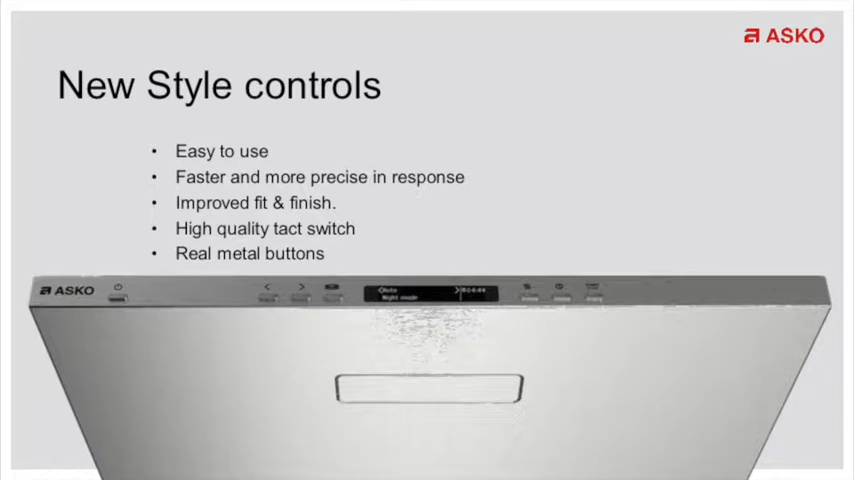 ASKO
New Style controls
• Easy to use
• Faster and more precise in response
• Improved fit & finish.
• High quality tact switch
• Real metal buttons
ASKO
Auto
Night mode